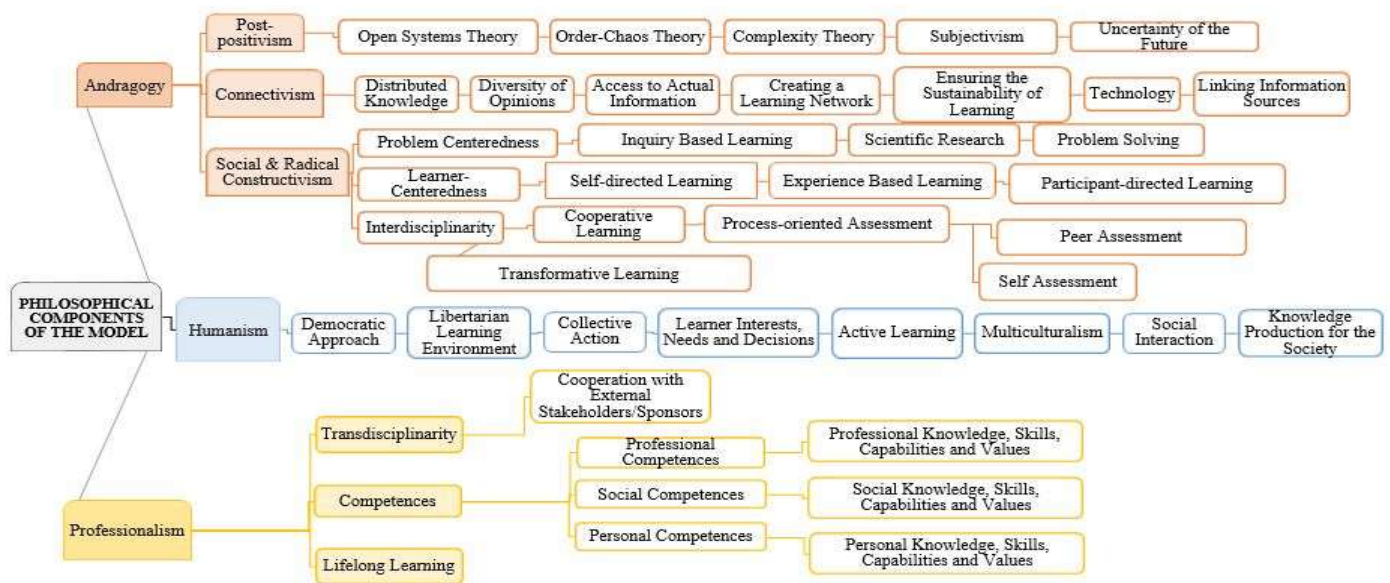 Post-
positivism
Open Systems Theory
Order-Chaos Theory
Complexity Theory
Subjectivism
Uncertainty of the
Future
Andragogy
Connectivism
Distributed
Knowledge
Diversity of
Opinions
Access to Actual
Information
Creating a
Learning Network
Ensuring the
Sustainability of
Learning
Technology
Linking Information
Sources
Social & Radical
Constructivism
Problem Centeredness
Inquiry Based Learning
Scientific Research
Problem Solving
Learner-
Centeredness
Self-directed Learning
Experience Based Learning
Participant-directed Learning
Interdisciplinarity
Cooperative
Learning
Process-oriented Assessment
Peer Assessment
Self Assessment
Transformative Learning
PHILOSOPHICAL
COMPONENTS
OF THE MODEL
Humanism
Democratic
Approach
Libertarian
Learning
Environment
Collective
Action
Learner Interests,
Needs and Decisions
Active Learning
Multiculturalism
Social
Interaction
Knowledge
Production for the
Society
Professionalism
Transdisciplinarity
Cooperation with
External
Stakeholders/Sponsors
Competences
Professional
Competences
Professional Knowledge, Skills,
Capabilities and Values
Social Competences
Social Knowledge, Skills,
Capabilities and Values
Personal Competences
Personal Knowledge, Skills,
Capabilities and Values
Lifelong Learning